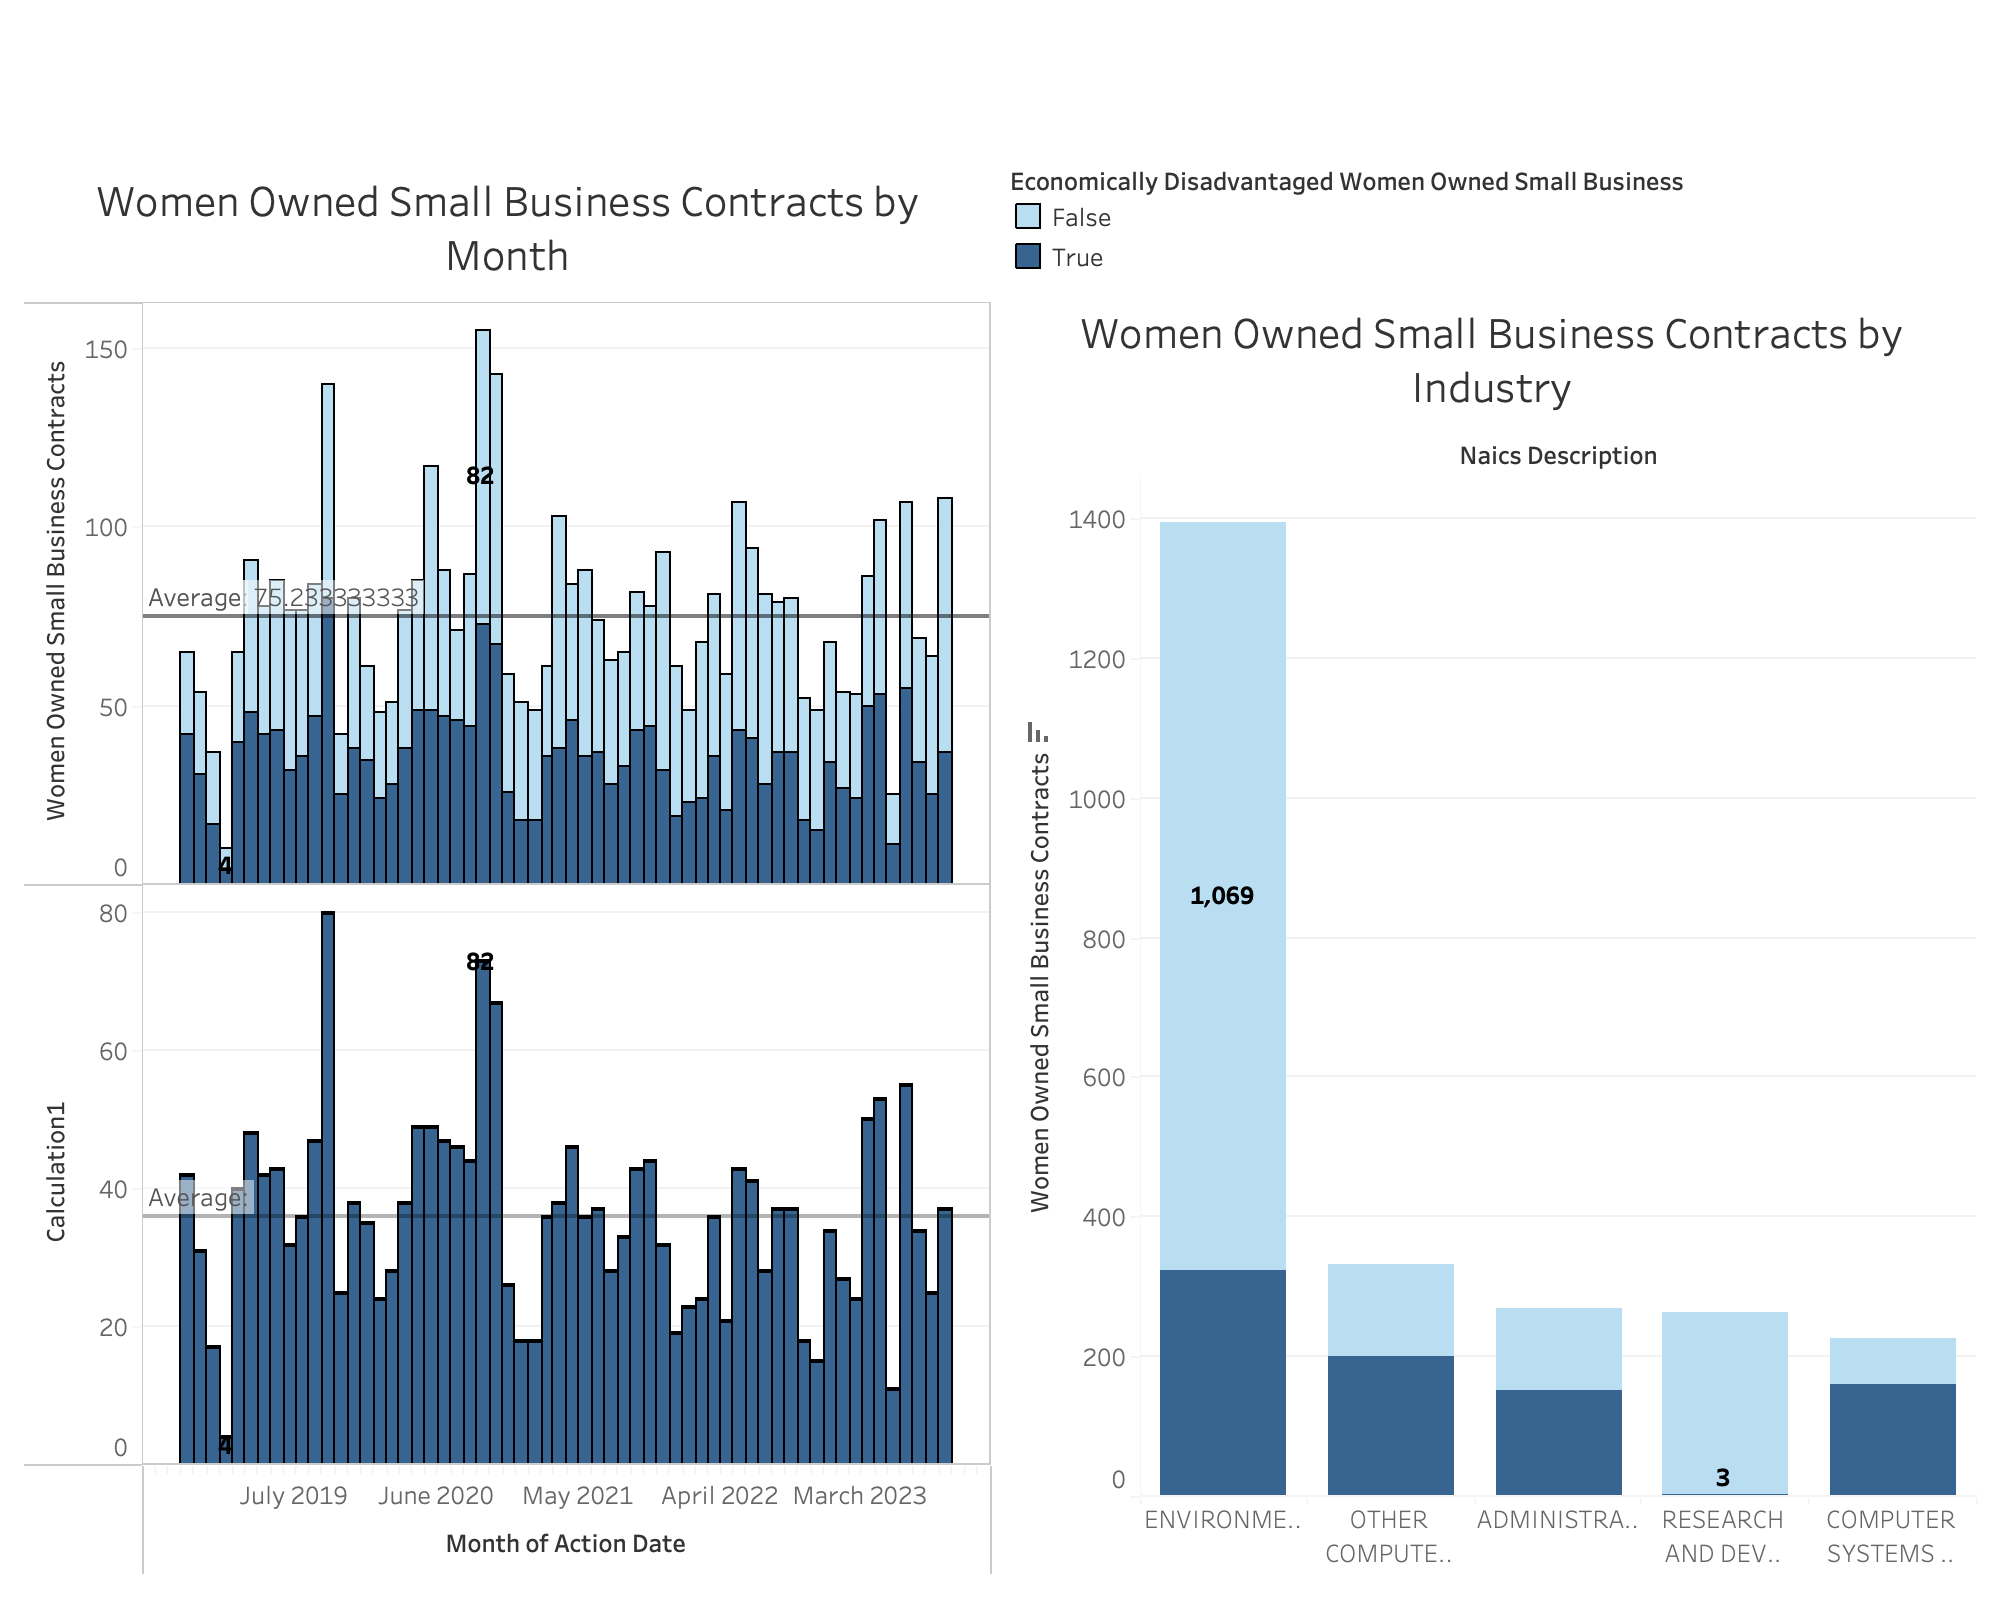 Women Owned Small Business Contracts by
Month
Women Owned Small Business Contracts
150
100
50
0
82
4
Average: 75.233333333
Calculation1
80
60
40
20
0
82
4
Average:
July 2019
June 2020
May 2021
April 2022
March 2023
Month of Action Date
Economically Disadvantaged Women Owned Small Business
False
True
Women Owned Small Business Contracts by
Industry
Naics Description
Women Owned Small Business Contracts
1400
1200
1000
800
600
400
200
0
1,069
3
ENVIRONME..
OTHER
COMPUTE..
ADMINISTRA..
RESEARCH
AND DEV..
COMPUTER
SYSTEMS ..